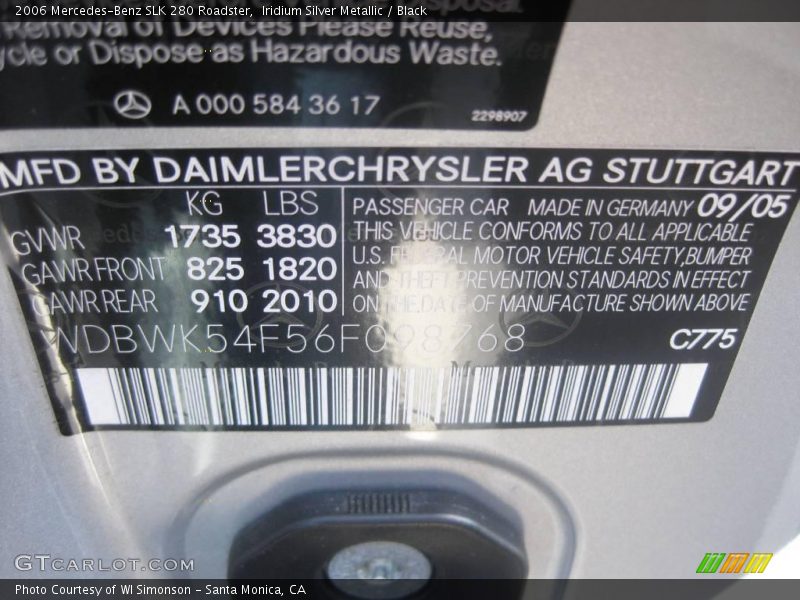 2006 Mercedes-Benz SLK 280 Roadster, Iridium Silver Metallic / Black
Removal of Devices Please Reuse,
or Dispose as Hazardous Waste.
A 000 584 36 17
2298907
MFD BY DAIMLERCHRYSLER AG STUTTGART
KG LBS
GVWR 1735 3830
GAWR FRONT 825 1820
GAWR REAR 910 2010
PASSENGER CAR MADE IN GERMANY 09/05
THIS VEHICLE CONFORMS TO ALL APPLICABLE
U.S. FEDERAL MOTOR VEHICLE SAFETY,BUMPER
AND THEFT PREVENTION STANDARDS IN EFFECT
ON THE DATE OF MANUFACTURE SHOWN ABOVE
WDBWK54F56F098768
C775
GTCARLOT.COM
Photo Courtesy of WI Simonson - Santa Monica, CA